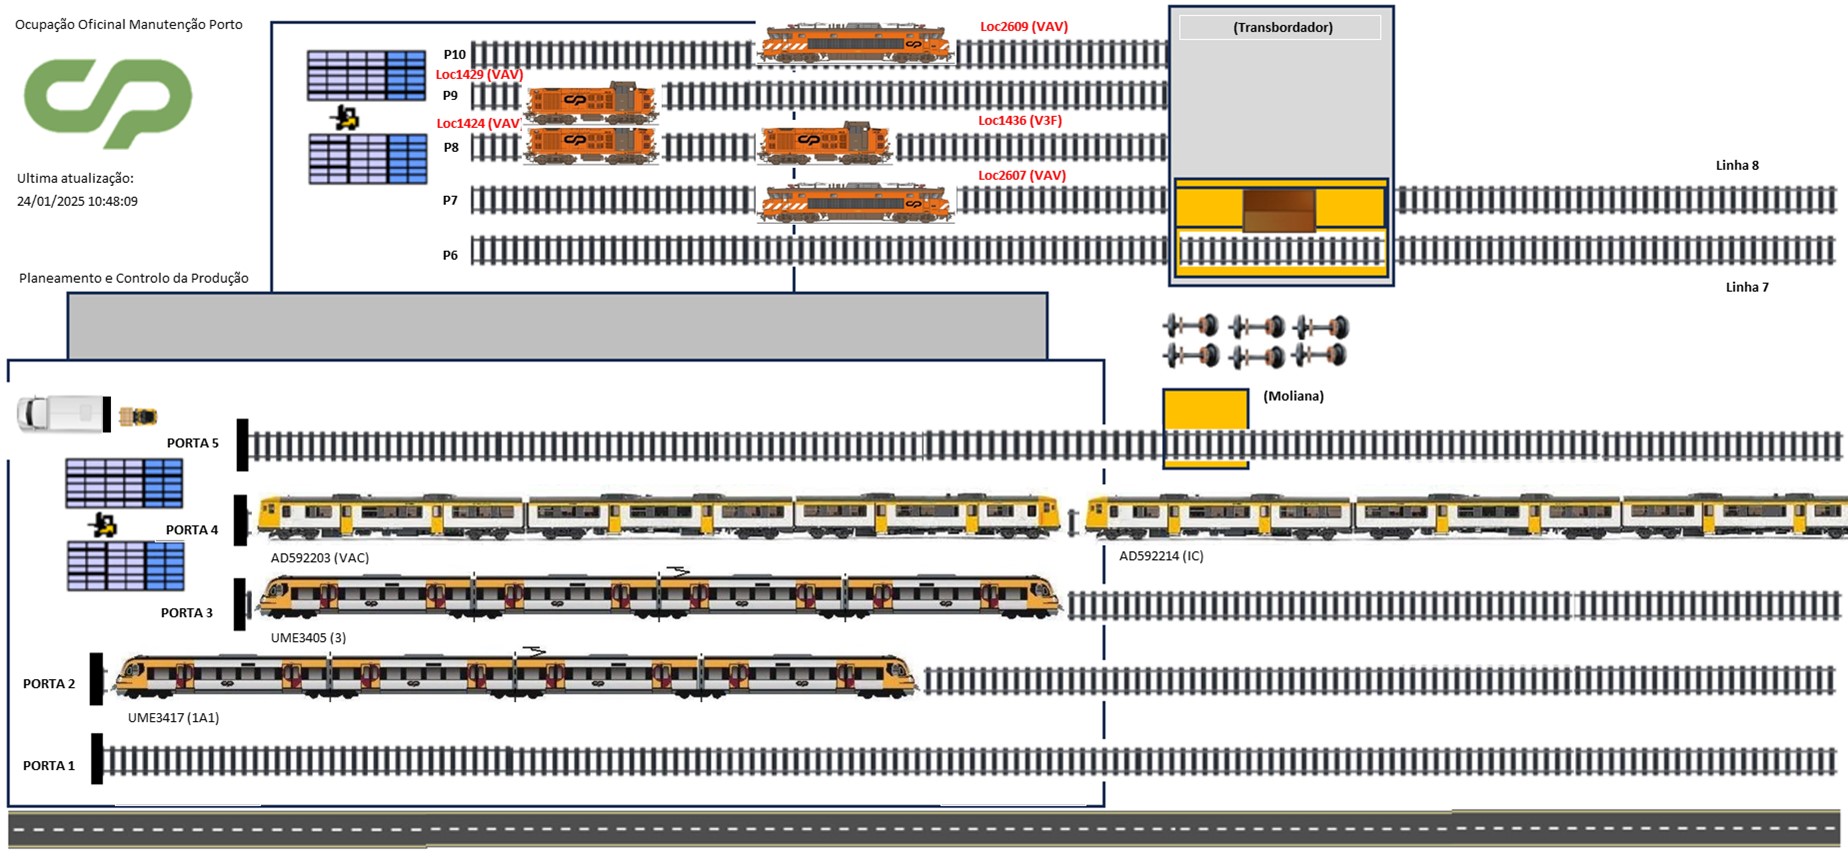 Ocupação Oficinal Manutenção Porto
CP
Ultima atualização:
24/01/2025 10:48:09
Planeamento e Controlo da Produção
P10
Loc2609 (VAV)
(Transbordador)
Loc1429 (VAV)
P9
Loc1424 (VAV)
Loc1436 (V3F)
P8
Loc2607 (VAV)
P7
Linha 8
P6
Linha 7
(Moliana)
PORTA 5
PORTA 4
AD592203 (VAC)
AD592214 (IC)
PORTA 3
UME3405 (3)
PORTA 2
UME3417 (1A1)
PORTA 1